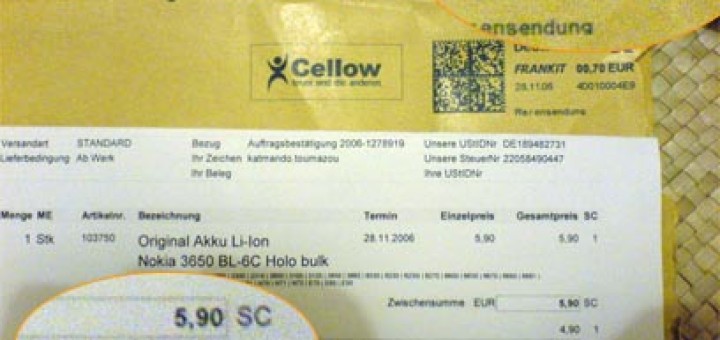 ensendung
Cellow
FRANKIT 00,70 EUR
28.11.06 4D010004E9
Versandart STANDARD Bezug Auftragsbestätigung 2006-1278919 Unsere UStIDNr DE189482731
Lieferbedingung Ab Werk Ihr Zeichen katmando.toumazou Unsere SteuerNr 22058490447
Ihr Beleg Ihre UStIDNr
Menge ME Artikelnr. Bezeichnung Termin Einzelpreis Gesamtpreis SC
1 Stk 103750 Original Akku Li-Ion 28.11.2006 5,90 5,90 1
Nokia 3650 BL-6C Holo bulk
Zwischensumme EUR 5,90 SC
5,90 SC
4,90 1